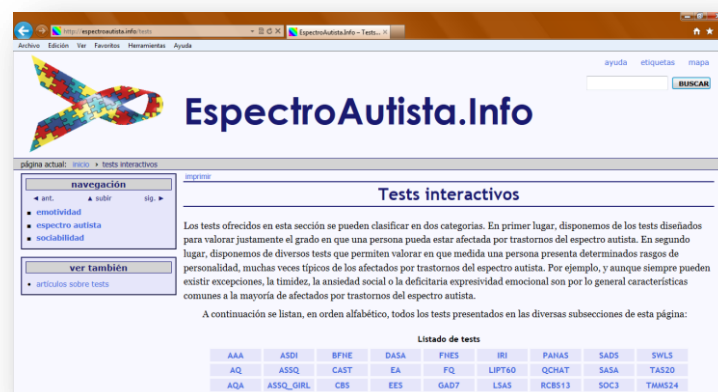 http://espectroautista.info/tests
EspectroAutista.Info – Tests...
Archivo Edición Ver Favoritos Herramientas Ayuda
ayuda etiquetas mapa
BUSCAR
EspectroAutista.Info
página actual: inicio tests interactivos
navegación
ant. subir sig.
emotividad
espectro autista
sociabilidad
ver también
artículos sobre tests
imprimir
Tests interactivos
Los tests ofrecidos en esta sección se pueden clasificar en dos categorias. En primer lugar, disponemos de los tests diseñados
para valorar justamente el grado en que una persona pueda estar afectada por trastornos del espectro autista. En segundo
lugar, disponemos de diversos tests que permiten valorar en que medida una persona presenta determinados rasgos de
personalidad, muchas veces típicos de los afectados por trastornos del espectro autista. Por ejemplo, y aunque siempre pueden
existir excepciones, la timidez, la ansiedad social o la deficitaria expresividad emocional son por lo general características
comunes a la mayoría de afectados por trastornos del espectro autista.
A continuación se listan, en orden alfabético, todos los tests presentados en las diversas subsecciones de esta página:
Listado de tests
AAA ASDI BFNE DASA FNES IRI PANAS SADS SWLS
AQ ASSQ CAST EA FQ LIPT60 QCHAT SASA TAS20
AQA ASSQ_GIRL CBS EES GAD7 LSAS RCBS13 SOC3 TMMS24